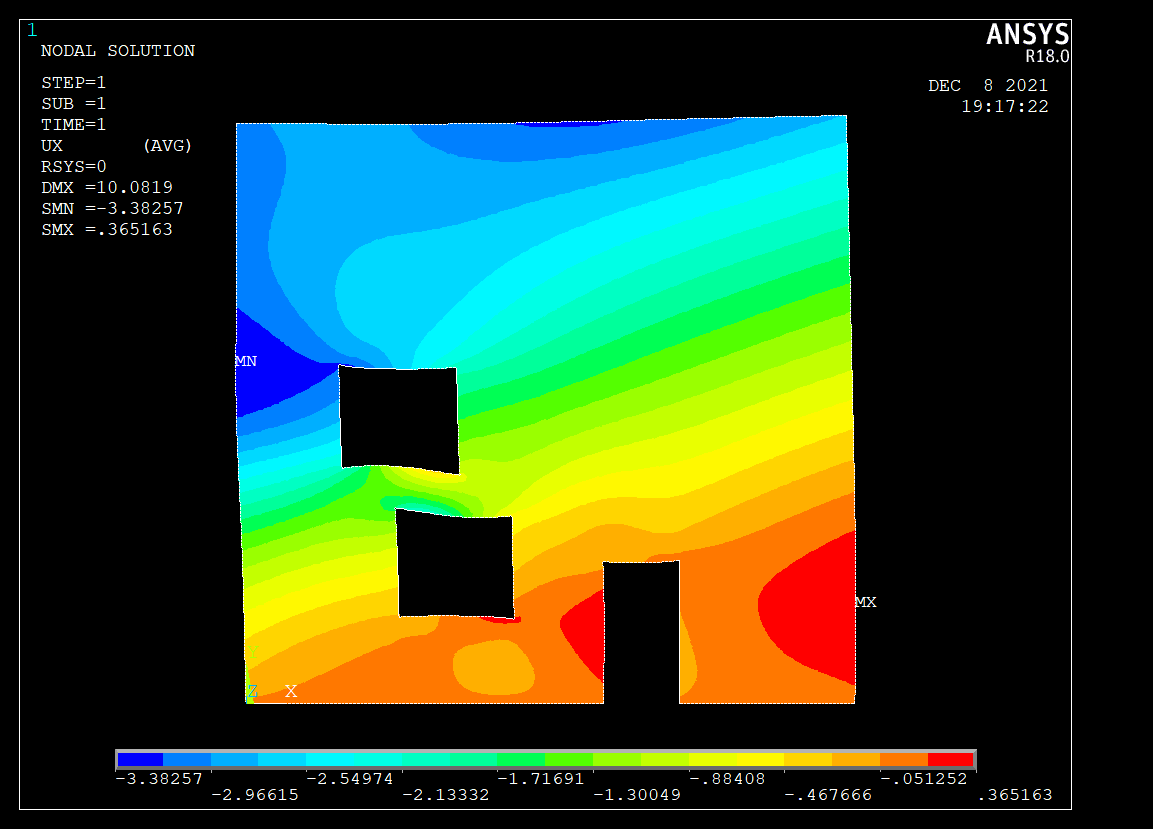 1
ANSYS
R18.0
NODAL SOLUTION
STEP=1
SUB =1
TIME=1
UX (AVG)
RSYS=0
DMX =10.0819
SMN =-3.38257
SMX =.365163
DEC 8 2021
19:17:22
MN
MX
Y
Z X
-3.38257 -2.54974 -1.71691 -.88408 -.051252
-2.96615 -2.13332 -1.30049 -.467666 .365163